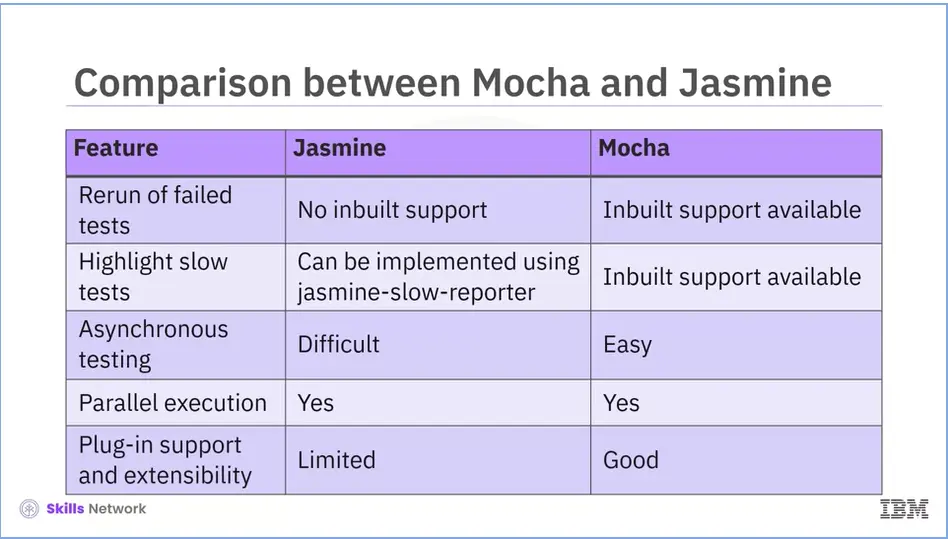 Comparison between Mocha and Jasmine
Feature
Jasmine
Mocha
Rerun of failed
tests
No inbuilt support
Inbuilt support available
Highlight slow
tests
Can be implemented using
jasmine-slow-reporter
Inbuilt support available
Asynchronous
testing
Difficult
Easy
Parallel execution
Yes
Yes
Plug-in support
and extensibility
Limited
Good
Skills Network
IBM